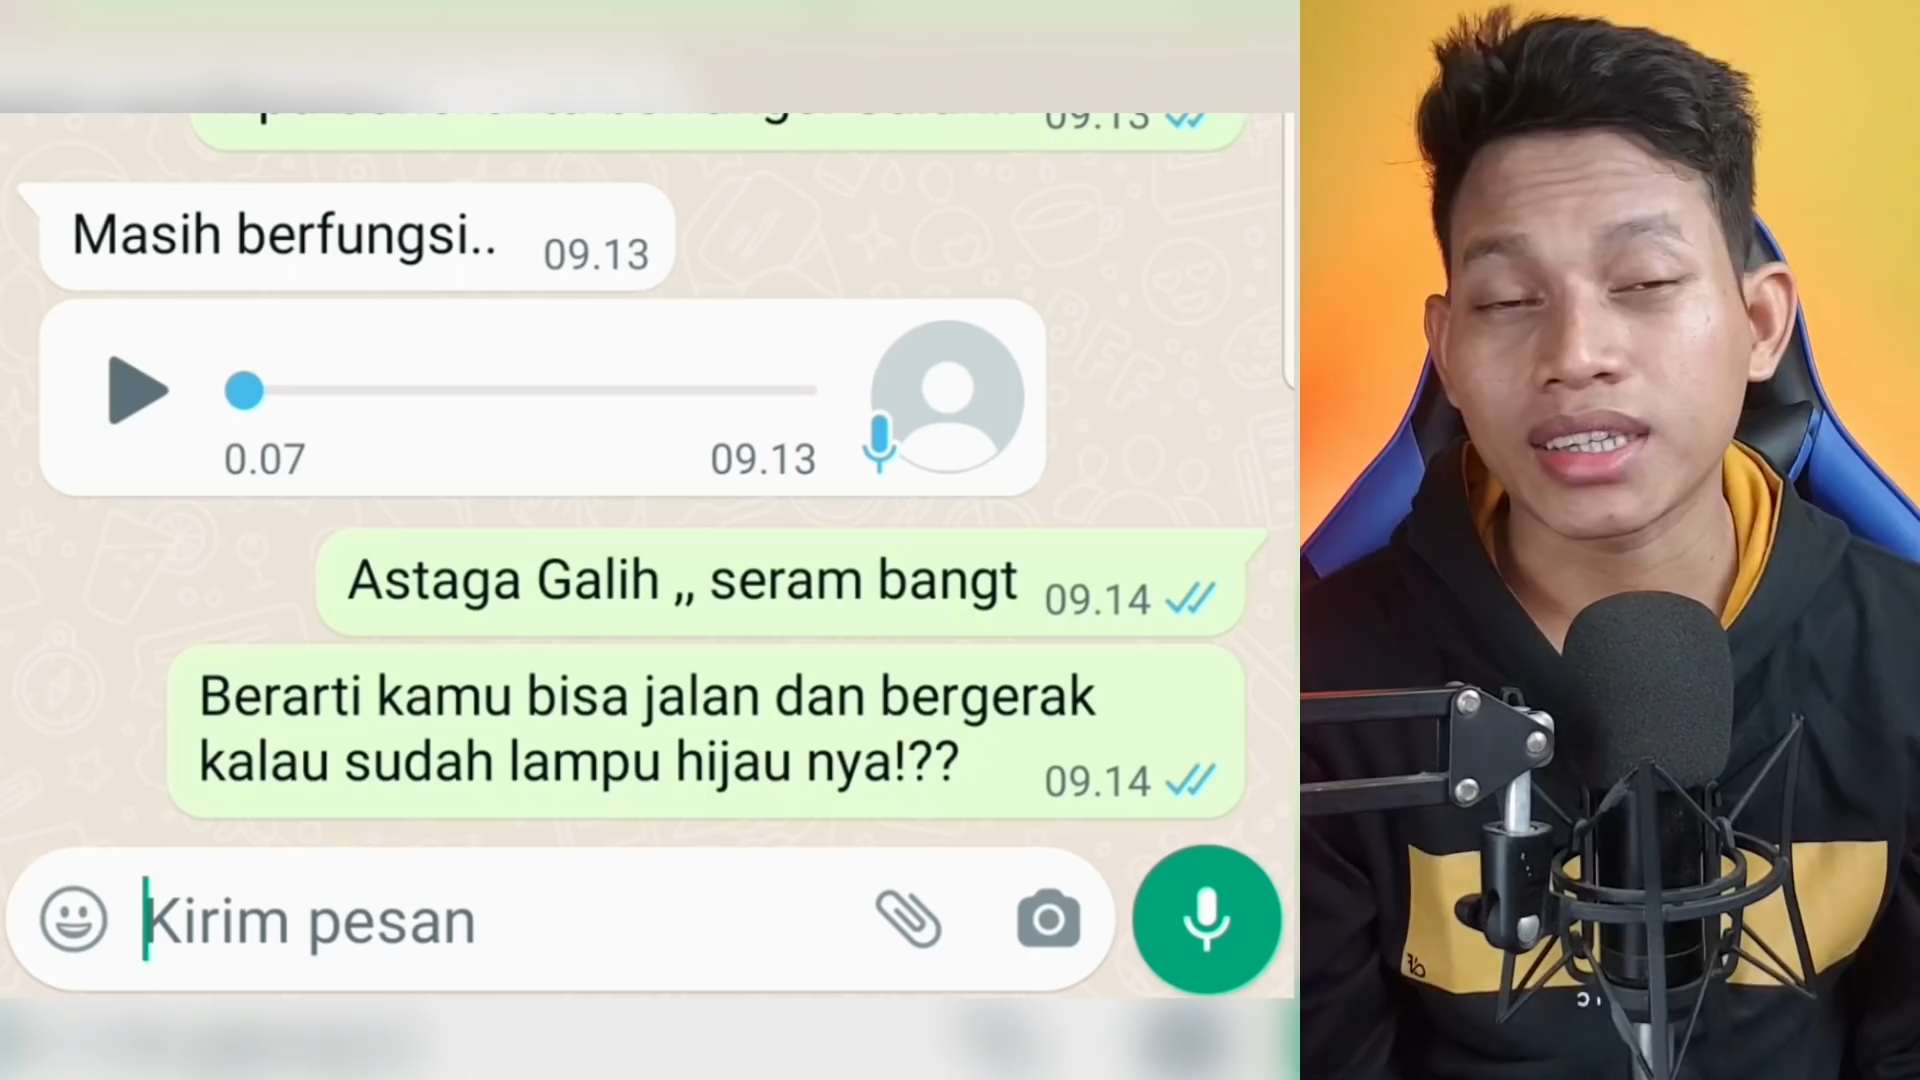 09.13
Masih berfungsi.. 09.13
0.07 09.13
Astaga Galih ,, seram bangt 09.14
Berarti kamu bisa jalan dan bergerak
kalau sudah lampu hijau nya!?? 09.14
Kirim pesan